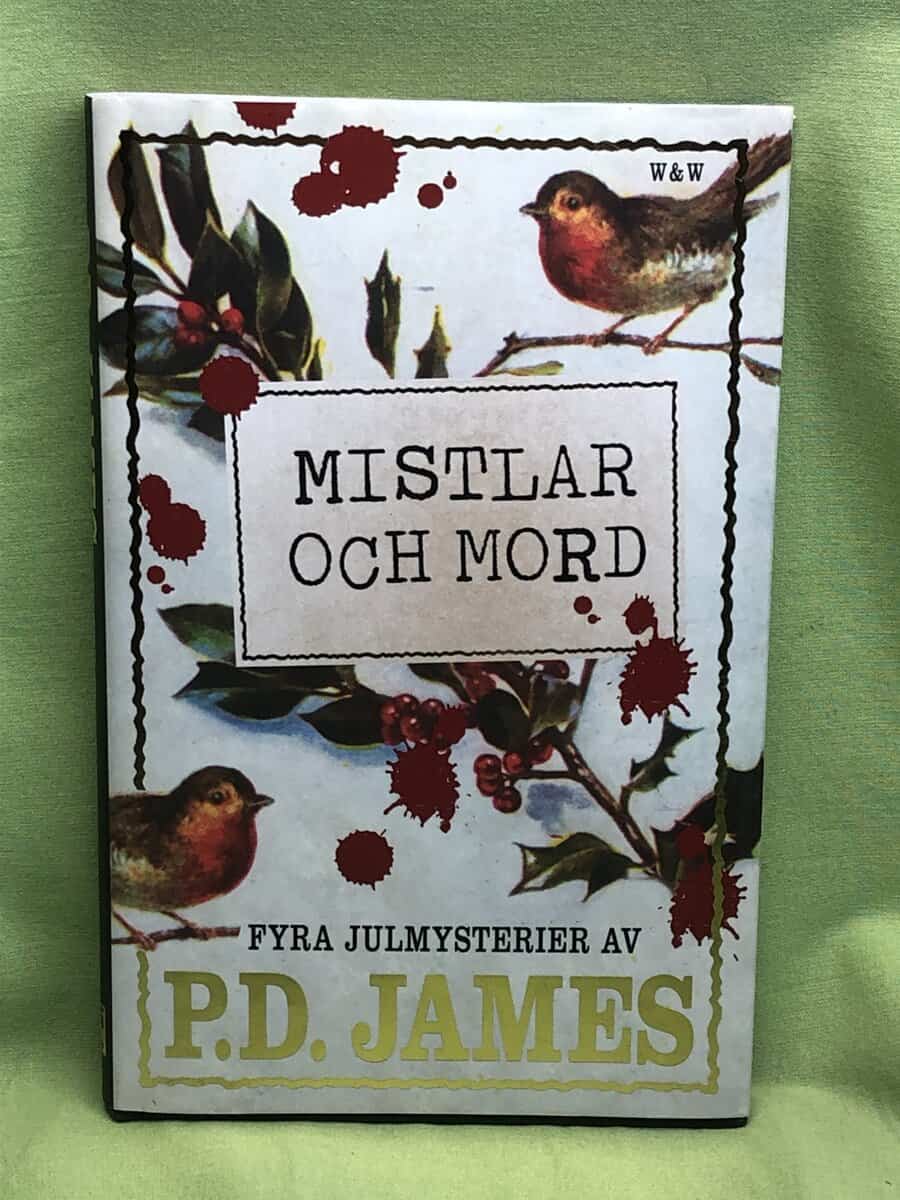 W&W
MISTLAR
OCH MORD
FYRA JULMYSTERIER AV
P.D. JAMES